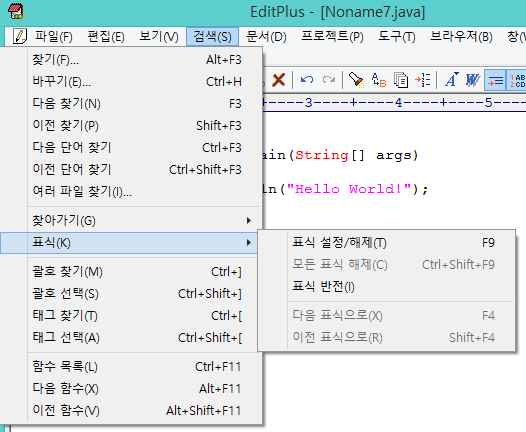 EditPlus - [Noname7.java]
파일(F) 편집(E) 보기(V) 검색(S) 문서(D) 프로젝트(P) 도구(T) 브라우저(B) 창(
찾기(F)... Alt+F3
바꾸기(E)... Ctrl+H
다음 찾기(N) F3
이전 찾기(P) Shift+F3
다음 단어 찾기 Ctrl+F3
이전 단어 찾기 Ctrl+Shift+F3
여러 파일 찾기(I)...
찾아가기(G)
표식(K)
괄호 찾기(M) Ctrl+]
괄호 선택(S) Ctrl+Shift+]
태그 찾기(T) Ctrl+[
태그 선택(A) Ctrl+Shift+[
함수 목록(L) Ctrl+F11
다음 함수(X) Alt+F11
이전 함수(V) Alt+Shift+F11
표식 설정/해제(T) F9
모든 표식 해제(C) Ctrl+Shift+F9
표식 반전(I)
다음 표식으로(X) F4
이전 표식으로(R) Shift+F4
+----3----+----4----+----5
ain(String[] args)
ln("Hello World!");